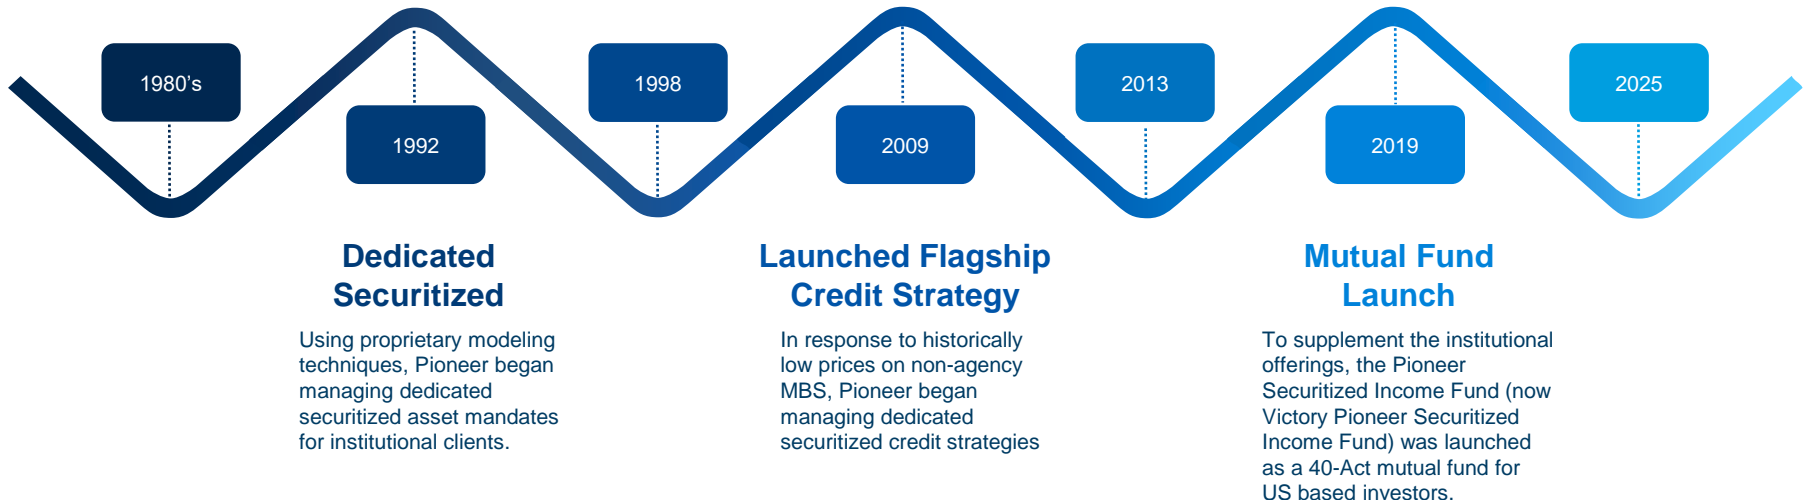 1980's
1992
1998
2009
2013
2019
2025
Dedicated
Securitized
Using proprietary modeling
techniques, Pioneer began
managing dedicated
securitized asset mandates
for institutional clients.
Launched Flagship
Credit Strategy
In response to historically
low prices on non-agency
MBS, Pioneer began
managing dedicated
securitized credit strategies
Mutual Fund
Launch
To supplement the institutional
offerings, the Pioneer
Securitized Income Fund (now
Victory Pioneer Securitized
Income Fund) was launched
as a 40-Act mutual fund for
US based investors.